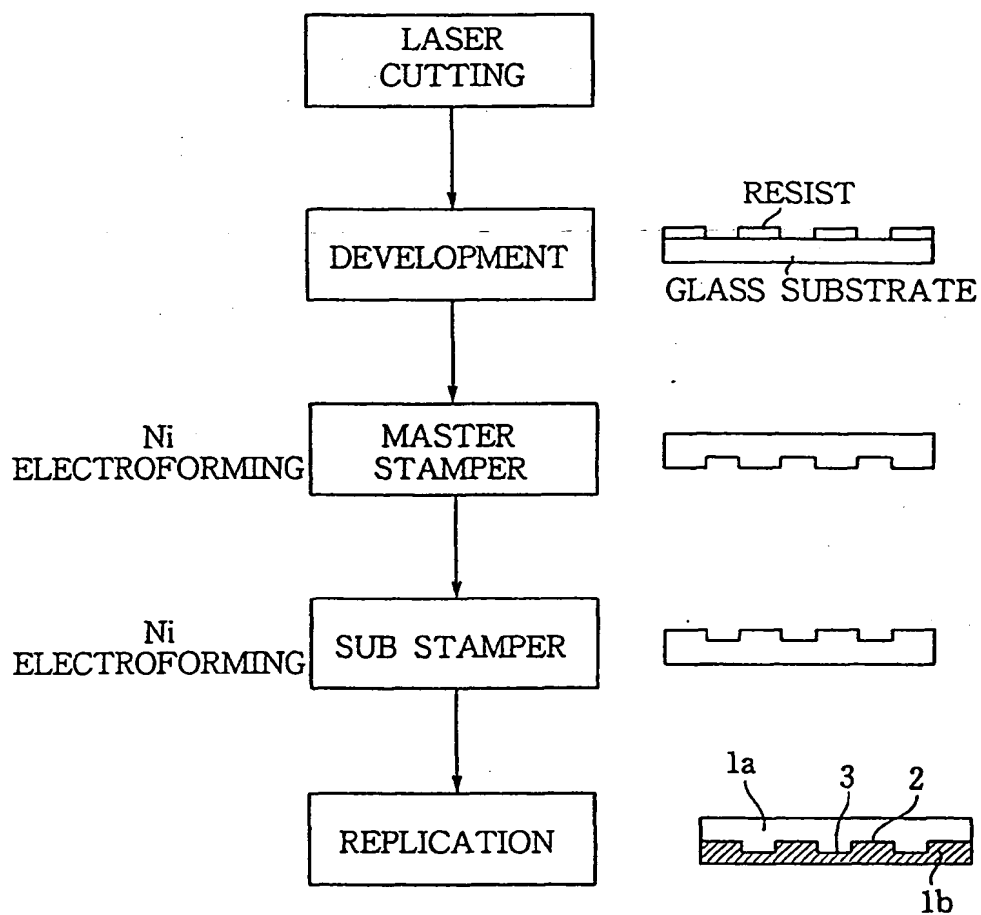 LASER
CUTTING
RESIST
DEVELOPMENT
GLASS SUBSTRATE
Ni
ELECTROFORMING
MASTER
STAMPER
Ni
ELECTROFORMING
SUB STAMPER
1a
3
2
REPLICATION
1b